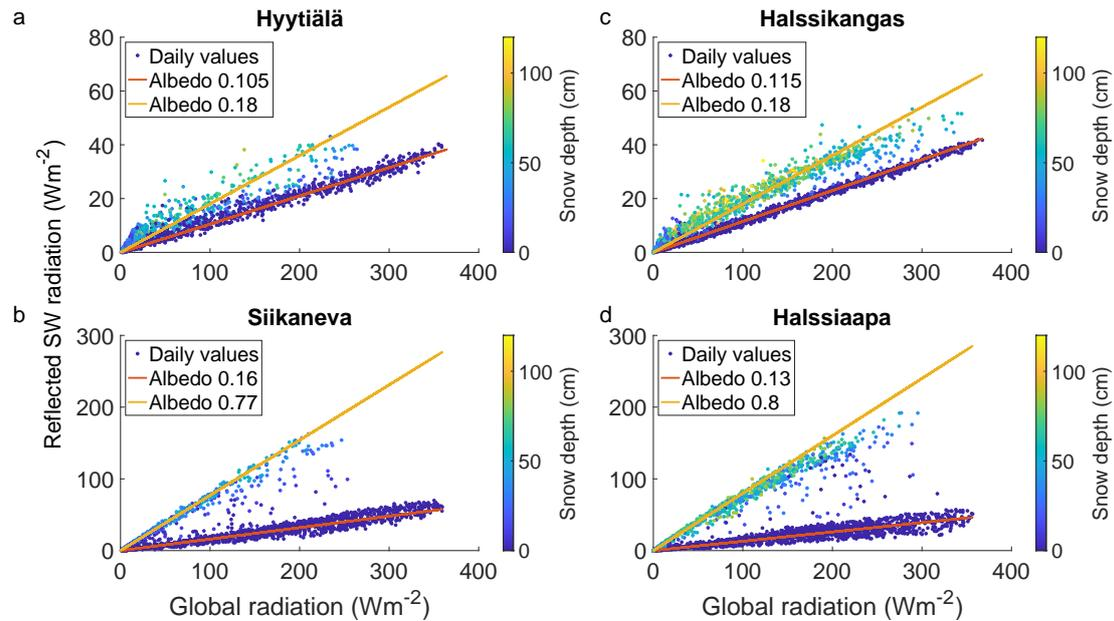 a
Hyytiälä
80
60
40
20
0
0 100 200 300 400
Daily values
Albedo 0.105
Albedo 0.18
100
50
0
Snow depth (cm)
c
Halssikangas
80
60
40
20
0
0 100 200 300 400
Daily values
Albedo 0.115
Albedo 0.18
100
50
0
Snow depth (cm)
Reflected SW radiation (Wm-2)
b
Siikaneva
300
200
100
0
0 100 200 300 400
Daily values
Albedo 0.16
Albedo 0.77
100
50
0
Snow depth (cm)
Global radiation (Wm-2)
d
Halssiaapa
300
200
100
0
0 100 200 300 400
Daily values
Albedo 0.13
Albedo 0.8
100
50
0
Snow depth (cm)
Global radiation (Wm-2)